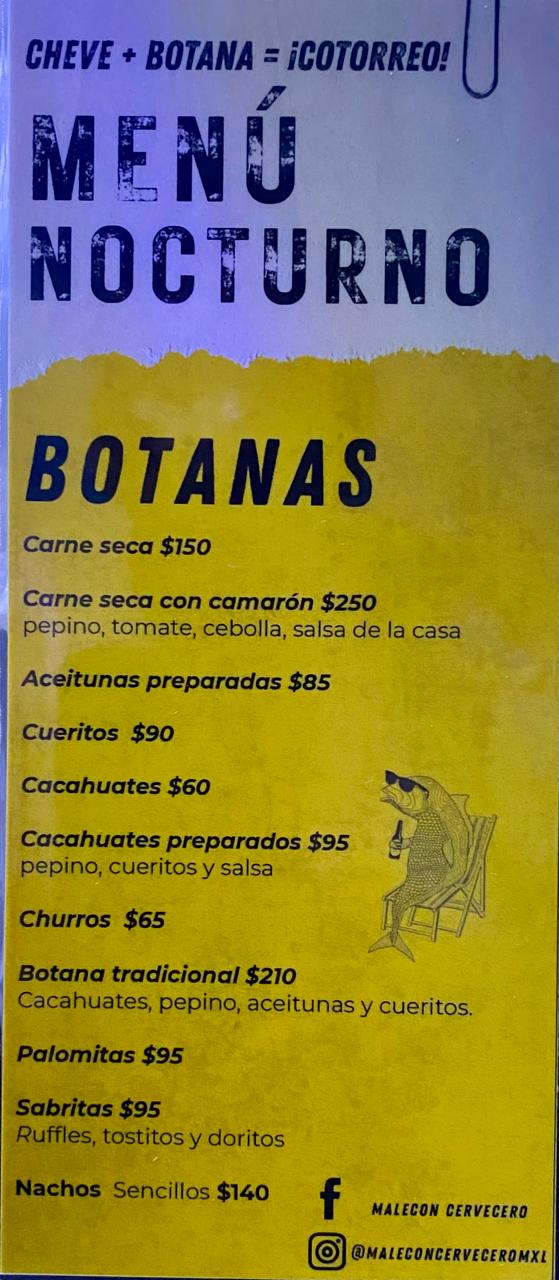 CHEVE + BOTANA = ¡COTORREO!
MENÚ
NOCTURNO
BOTANAS
Carne seca $150
Carne seca con camarón $250
pepino, tomate, cebolla, salsa de la casa
Aceitunas preparadas $85
Cueritos $90
Cacahuates $60
Cacahuates preparados $95
pepino, cueritos y salsa
Churros $65
Botana tradicional $210
Cacahuates, pepino, aceitunas y cueritos.
Palomitas $95
Sabritas $95
Ruffles, tostitos y doritos
Nachos Sencillos $140
MALECON CERVECERO
@MALECONCERVECEROMXL